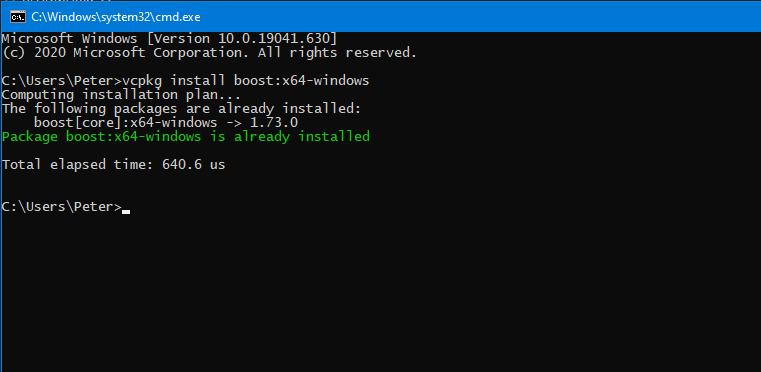 C:\Windows\system32\cmd.exe
Microsoft Windows [Version 10.0.19041.630]
(c) 2020 Microsoft Corporation. All rights reserved.
C:\Users\Peter>vcpkg install boost:x64-windows
Computing installation plan...
The following packages are already installed:
    boost[core]:x64-windows -> 1.73.0
Package boost:x64-windows is already installed
Total elapsed time: 640.6 us
C:\Users\Peter>